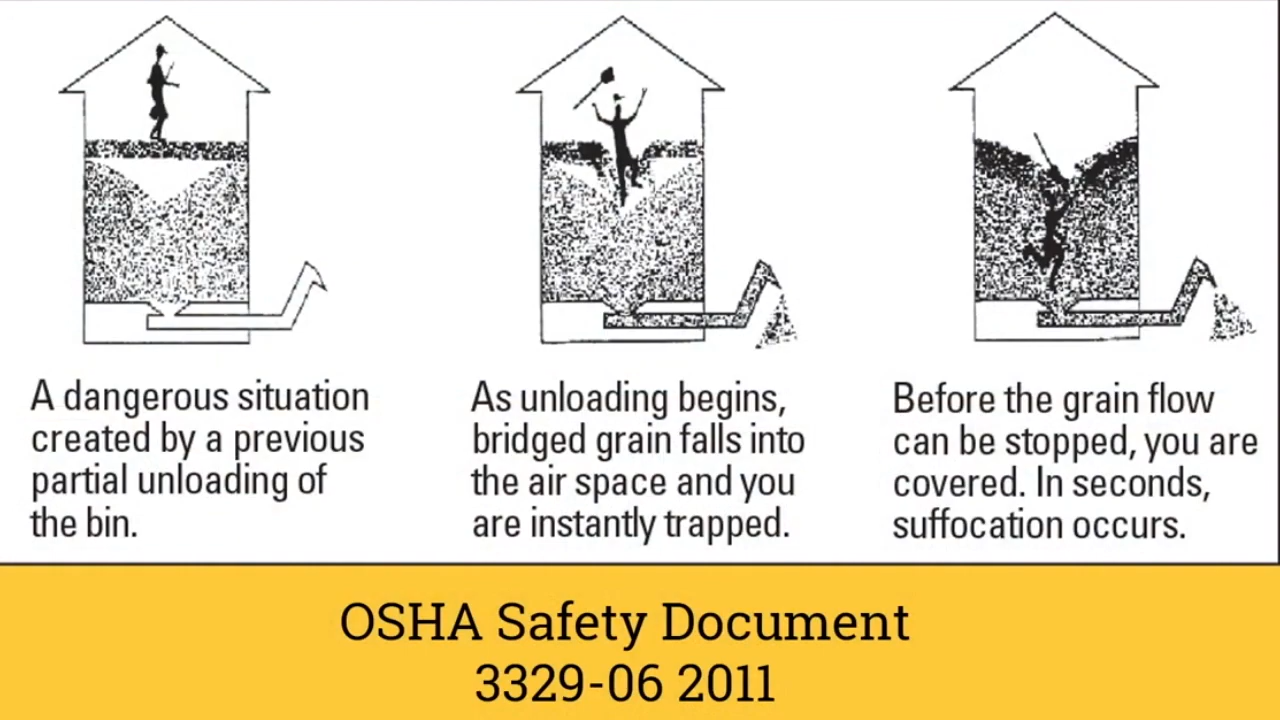 A dangerous situation
created by a previous
partial unloading of
the bin.
As unloading begins,
bridged grain falls into
the air space and you
are instantly trapped.
Before the grain flow
can be stopped, you are
covered. In seconds,
suffocation occurs.
OSHA Safety Document
3329-06 2011